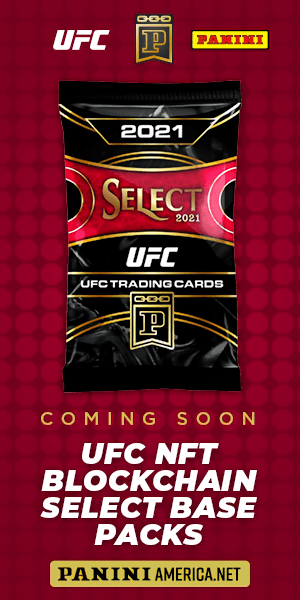 UFC P PANINI
2021
SELECT
2021
UFC
UFC TRADING CARDS
P
COMING SOON
UFC NFT
BLOCKCHAIN
SELECT BASE
PACKS
PANINI AMERICA.NET